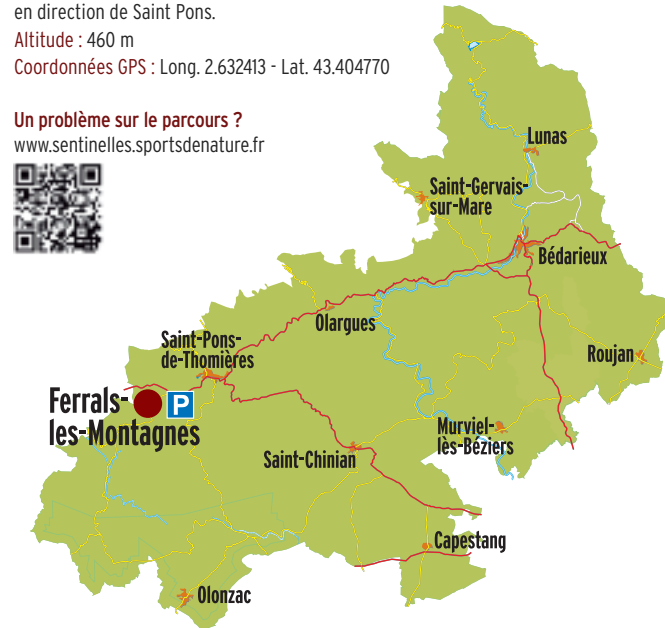 en direction de Saint Pons.
Altitude : 460 m
Coordonnées GPS : Long. 2.632413 - Lat. 43.404770
Un problème sur le parcours ?
www.sentinelles.sportsdenature.fr
Lunas
Saint-Gervais-
sur-Mare
Bédarieux
Olargues
Saint-Pons-
de-Thomières
Roujan
Ferrals-
les-Montagnes
P
Murviel-
lès-Béziers
Saint-Chinian
Capestang
Olonzac